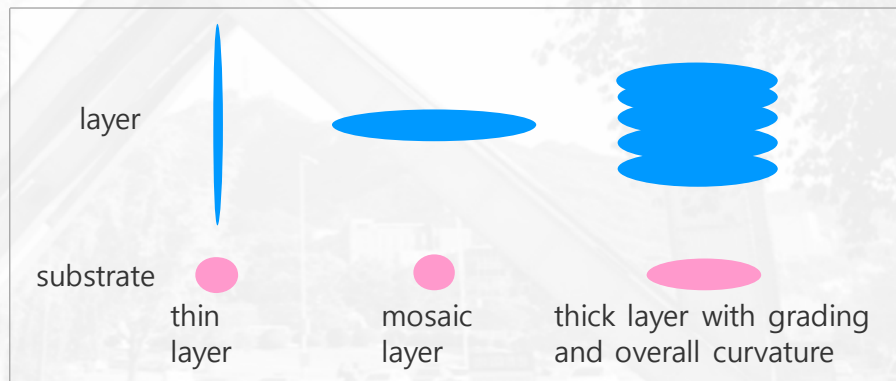 layer
substrate
thin
layer
mosaic
layer
thick layer with grading
and overall curvature